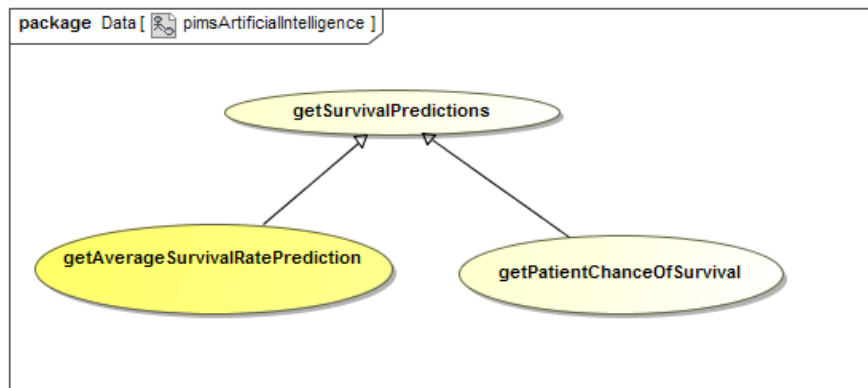 package Data [ pimsArtificialIntelligence ]
getSurvivalPredictions
getAverageSurvivalRatePrediction
getPatientChanceOfSurvival